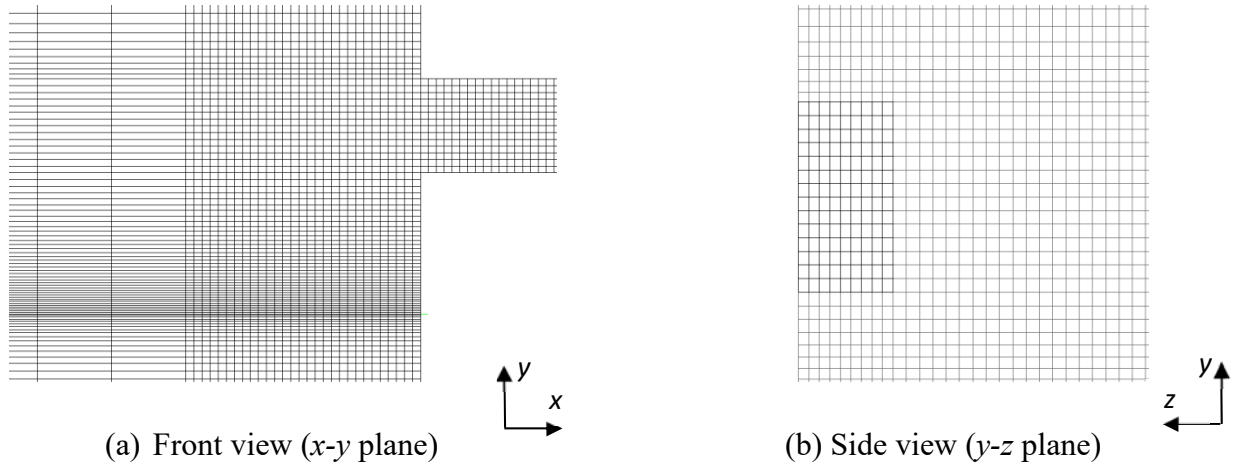 y
x
y
z
(a) Front view (x-y plane)
(b) Side view (y-z plane)